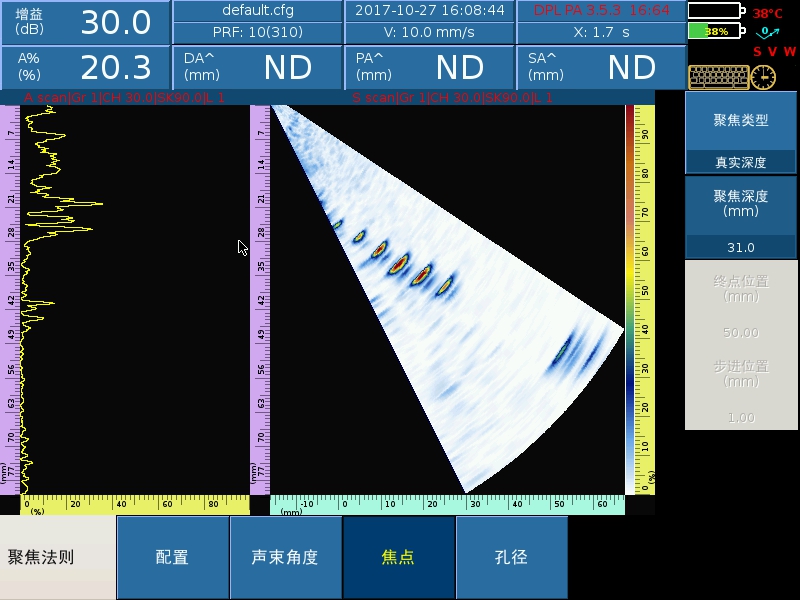 增益
(dB)
30.0
default.cfg
PRF: 10(310)
2017-10-27 16:08:44
V: 10.0 mm/s
DPL PA 3.5.3 16:64
X: 1.7 s
38°C
38%
S V W
A%
(%)
20.3
DA^
(mm)
ND
PA^
(mm)
ND
SA^
(mm)
ND
A scan|Gr 1|CH 30.0|SK90.0|L 1
S scan|Gr 1|CH 30.0|SK90.0|L 1
7
14
21
28
35
42
49
56
63
70
77
(mm)
0
20
40
60
80
(%)
7
14
21
28
35
42
49
56
63
70
77
(mm)
-10
0
10
20
30
40
50
60
(mm)
90
80
70
60
50
40
30
20
10
0
(%)
聚焦类型
真实深度
聚焦深度
(mm)
31.0
终点位置
(mm)
50.00
步进位置
(mm)
1.00
聚焦法则
配置
声束角度
焦点
孔径